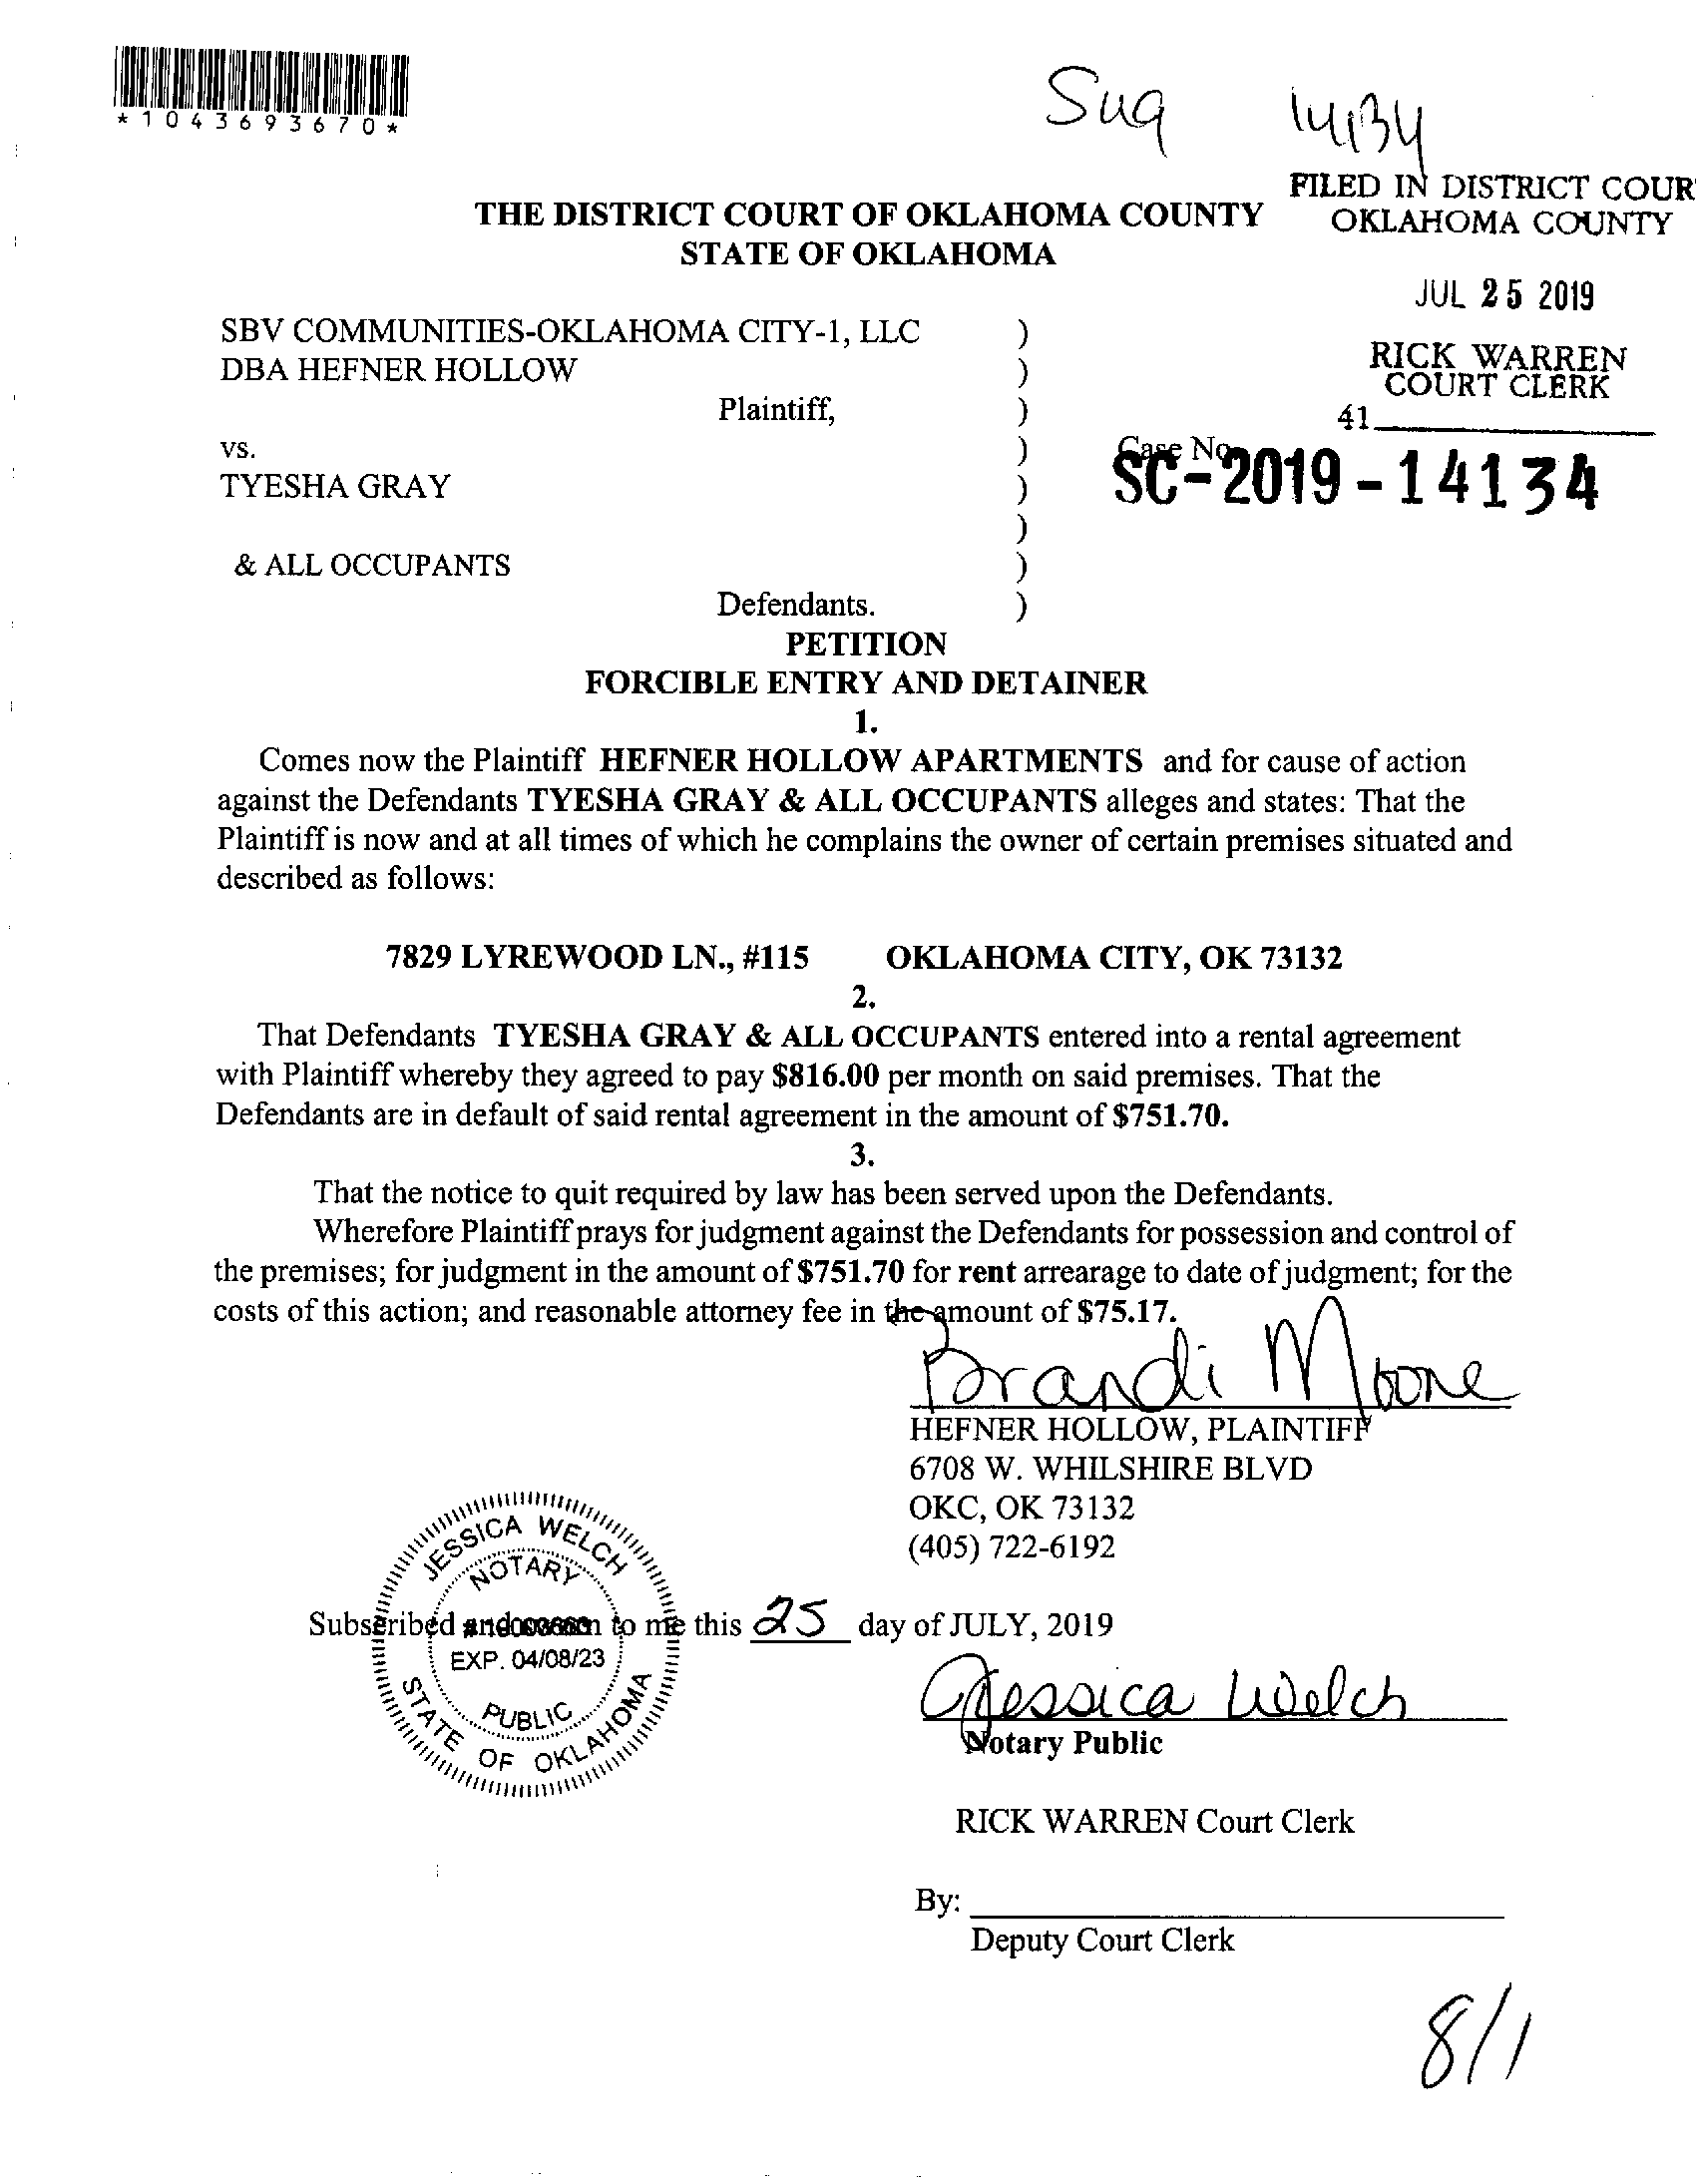 *1043693670*
14134
FILED IN DISTRICT COUR
OKLAHOMA COUNTY
THE DISTRICT COURT OF OKLAHOMA COUNTY
STATE OF OKLAHOMA
JUL 25 2019
RICK WARREN
COURT CLERK
41
SBV COMMUNITIES-OKLAHOMA CITY-1, LLC )
DBA HEFNER HOLLOW )
Plaintiff, )
vs. ) Case No
SC-2019-14134
TYESHA GRAY )
)
& ALL OCCUPANTS )
Defendants. )
PETITION
FORCIBLE ENTRY AND DETAINER
1.
Comes now the Plaintiff HEFNER HOLLOW APARTMENTS and for cause of action
against the Defendants TYESHA GRAY & ALL OCCUPANTS alleges and states: That the
Plaintiff is now and at all times of which he complains the owner of certain premises situated and
described as follows:
7829 LYREWOOD LN., #115 OKLAHOMA CITY, OK 73132
2.
That Defendants TYESHA GRAY & ALL OCCUPANTS entered into a rental agreement
with Plaintiff whereby they agreed to pay $816.00 per month on said premises. That the
Defendants are in default of said rental agreement in the amount of $751.70.
3.
That the notice to quit required by law has been served upon the Defendants.
Wherefore Plaintiff prays for judgment against the Defendants for possession and control of
the premises; for judgment in the amount of $751.70 for rent arrearage to date of judgment; for the
costs of this action; and reasonable attorney fee in the amount of $75.17.
Brandi Moore
HEFNER HOLLOW, PLAINTIFF
6708 W. WHILSHIRE BLVD
OKC, OK 73132
(405) 722-6192
JESSICA WELCH
NOTARY
EXP. 04/08/23
PUBLIC
STATE OF OKLAHOMA
Subscribed and sworn to me this 25 day of JULY, 2019
Jessica Welch
Notary Public
RICK WARREN Court Clerk
By:
Deputy Court Clerk
8/1